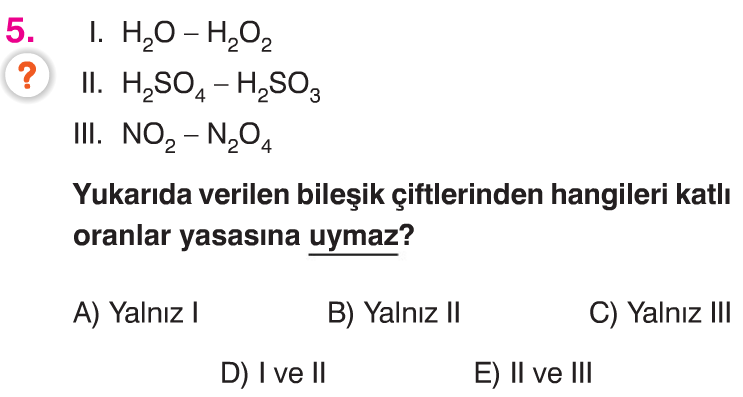 5. I. H₂O – H₂O₂
? II. H₂SO₄ – H₂SO₃
III. NO₂ – N₂O₄
Yukarıda verilen bileşik çiftlerinden hangileri katlı
oranlar yasasına uymaz?
A) Yalnız I B) Yalnız II C) Yalnız III
D) I ve II E) II ve III